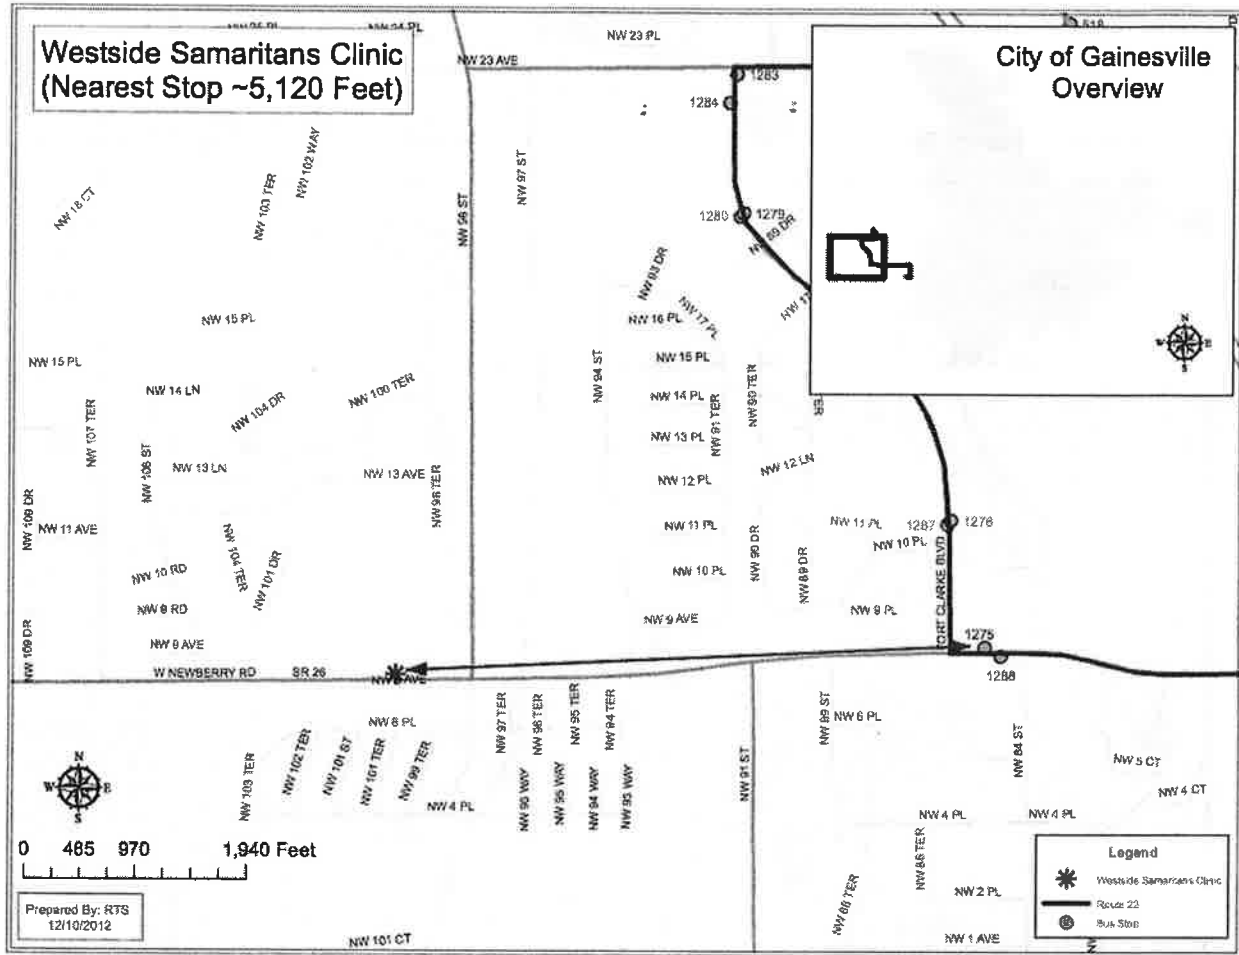 Westside Samaritans Clinic
(Nearest Stop ~5,120 Feet)
NW 23 PL
NW 23 AVE
518
City of Gainesville
Overview
1283
1284
1280
1279
NW 89 DR
NW 18 CT
NW 103 TER
NW 102 WAY
NW 98 ST
NW 97 ST
NW 93 DR
NW 17 PL
NW 16 PL
NW 15 PL
NW 15 PL
NW 15 PL
NW 14 LN
NW 104 DR
NW 100 TER
NW 94 ST
NW 14 PL
NW 91 TER
NW 90 TER
NW 107 TER
NW 106 ST
NW 13 LN
NW 13 AVE
NW 98 TER
NW 13 PL
NW 12 PL
NW 12 LN
NW 109 DR
NW 11 AVE
NW 104 TER
NW 101 DR
NW 11 PL
NW 11 PL
1287
1276
NW 10 PL
NW 10 RD
NW 10 PL
NW 90 DR
NW 89 DR
NW 9 RD
NW 9 AVE
NW 9 PL
NW 109 DR
NW 8 AVE
1275
1288
W NEWBERRY RD
SR 26
NW 8 PL
NW 97 TER
NW 96 TER
NW 95 TER
NW 94 TER
NW 89 ST
NW 6 PL
NW 84 ST
NW 5 CT
NW 4 CT
NW 103 TER
NW 102 TER
NW 101 ST
NW 101 TER
NW 99 TER
NW 4 PL
NW 95 WAY
NW 94 WAY
NW 93 WAY
NW 91 ST
NW 4 PL
NW 4 PL
N
W
E
S
N
W
E
S
0 485 970 1,940 Feet
Legend
Westside Samaritans Clinic
Route 23
Bus Stop
NW 88 TER
NW 86 TER
NW 2 PL
NW 1 AVE
Prepared By: RTS
12/10/2012
NW 101 CT